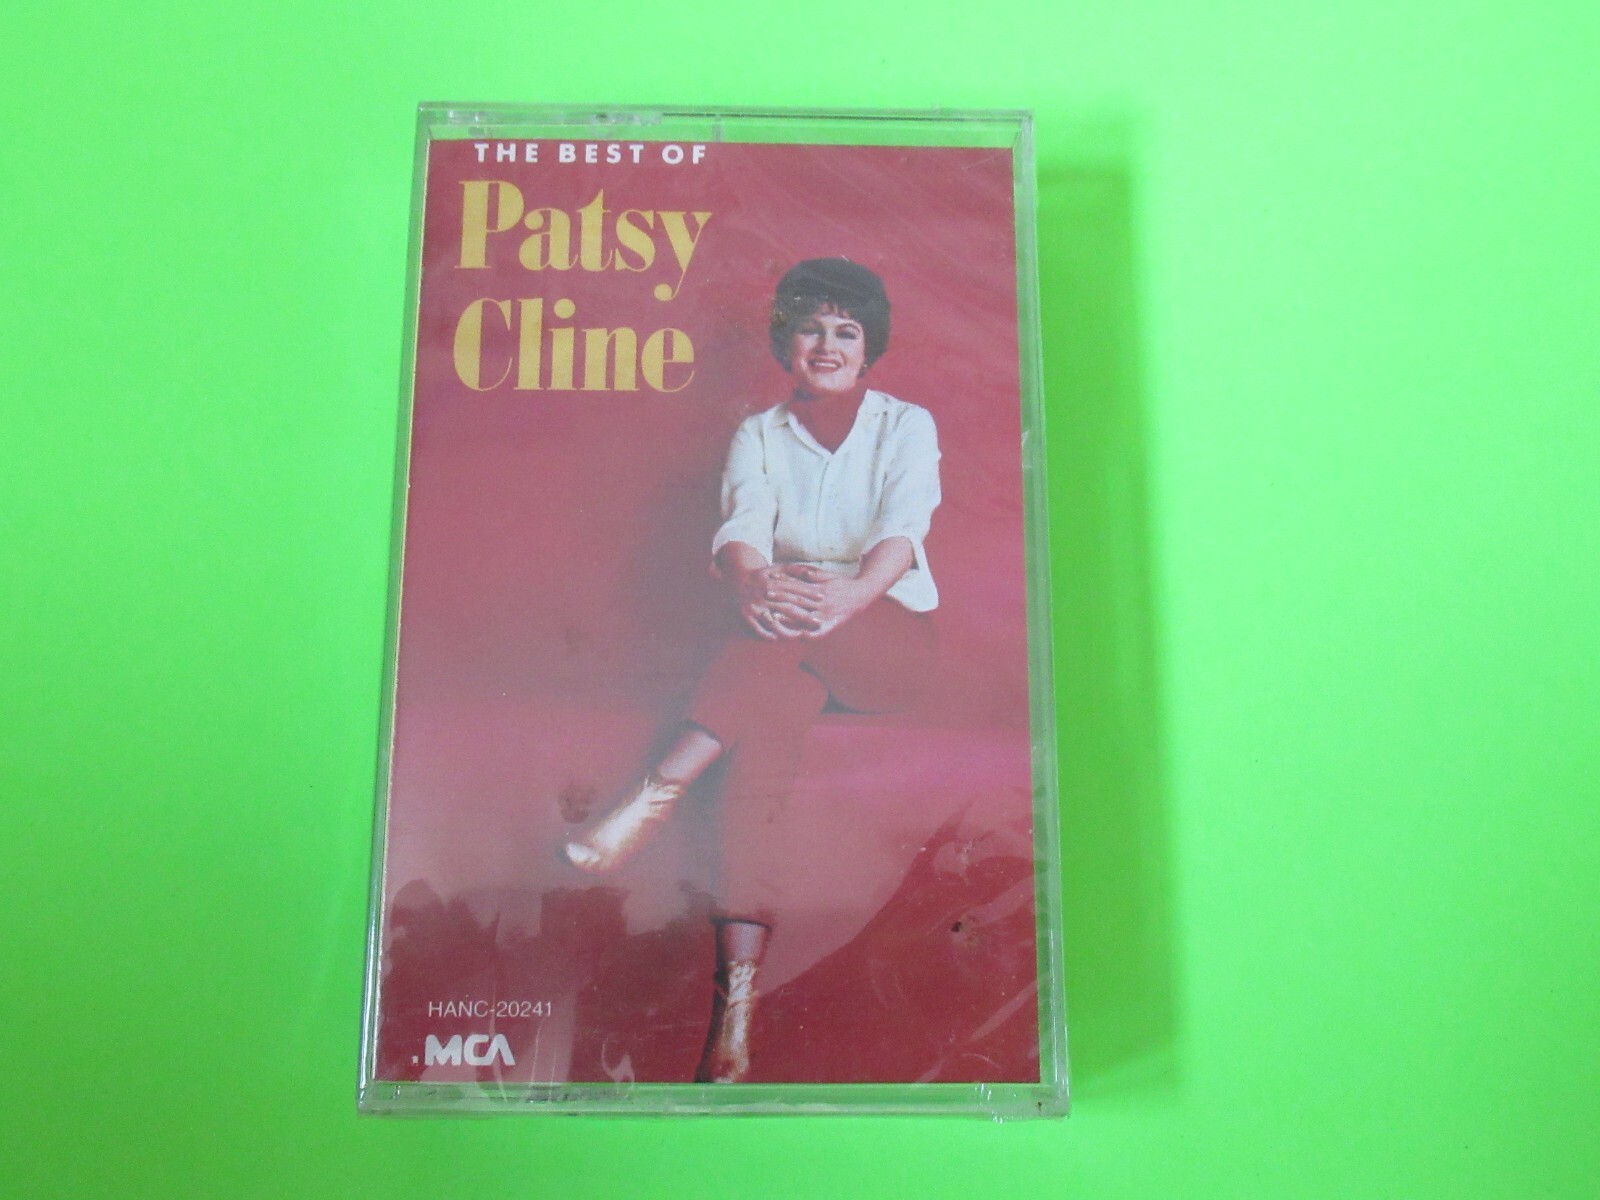 THE BEST OF
Patsy
Cline
HANC-20241
MCA